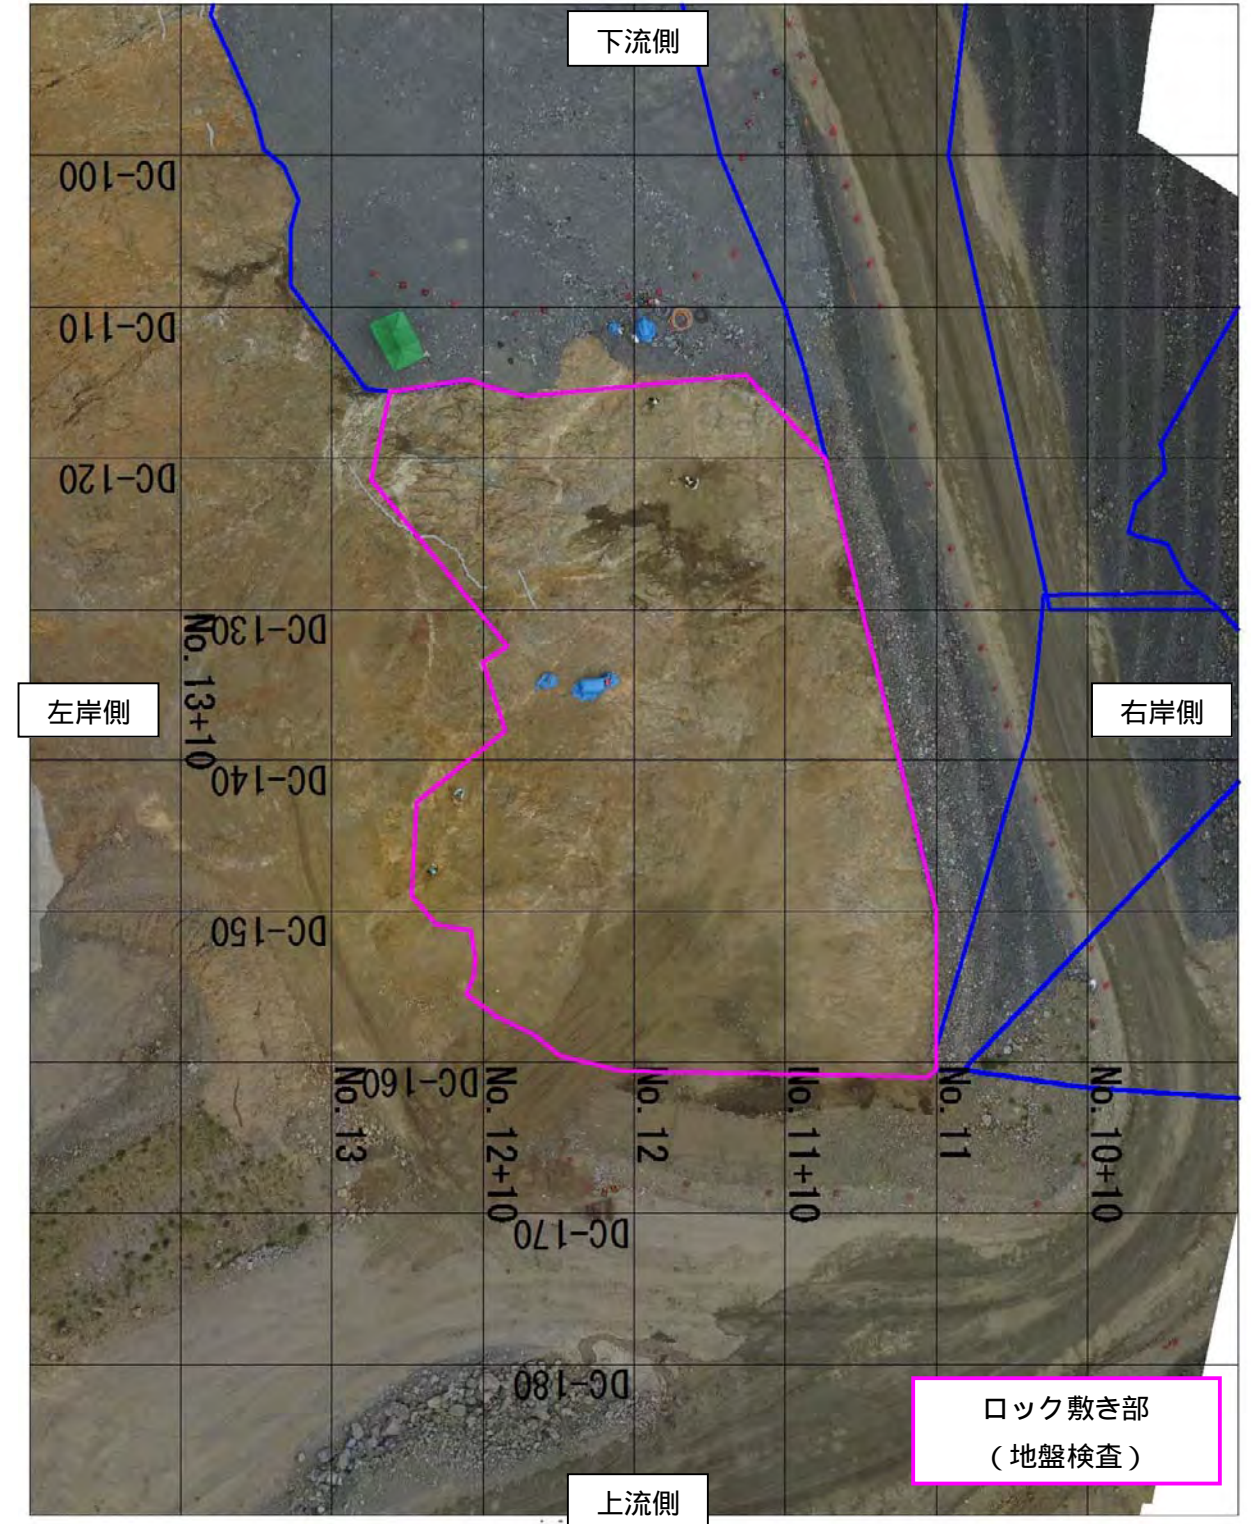 下流側
DC-100
DC-110
DC-120
DC-130
No. 13+10
左岸側
右岸側
DC-140
DC-150
DC-160
No. 13
No. 12+10
No. 12
No. 11+10
No. 11
No. 10+10
DC-170
DC-180
ロック敷き部
（地盤検査）
上流側